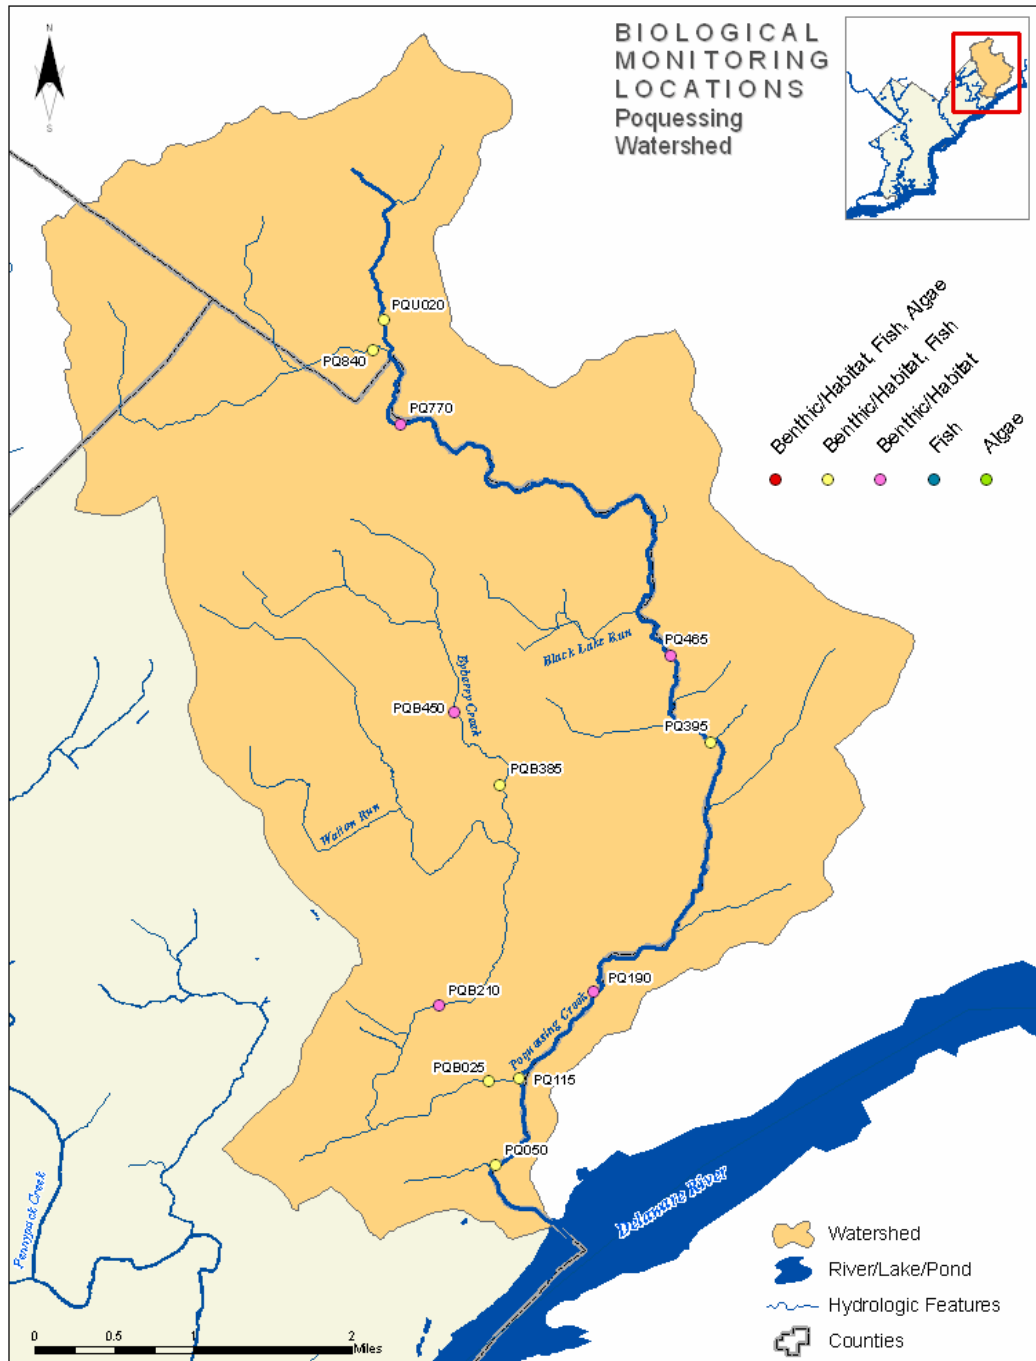 N
S
BIOLOGICAL
MONITORING
LOCATIONS
Poquessing
Watershed
Benthic/Habitat, Fish, Algae
Benthic/Habitat, Fish
Benthic/Habitat
Fish
Algae
PQU020
PQ840
PQ770
Black Lake Run
PQ465
Byberry Creek
PQB450
PQ395
PQB385
Walton Run
PQB210
PQ190
Poquessing Creek
PQB025
PQ115
PQ050
Pennypack Creek
Delaware River
Watershed
River/Lake/Pond
Hydrologic Features
Counties
0 0.5 1 2
Miles